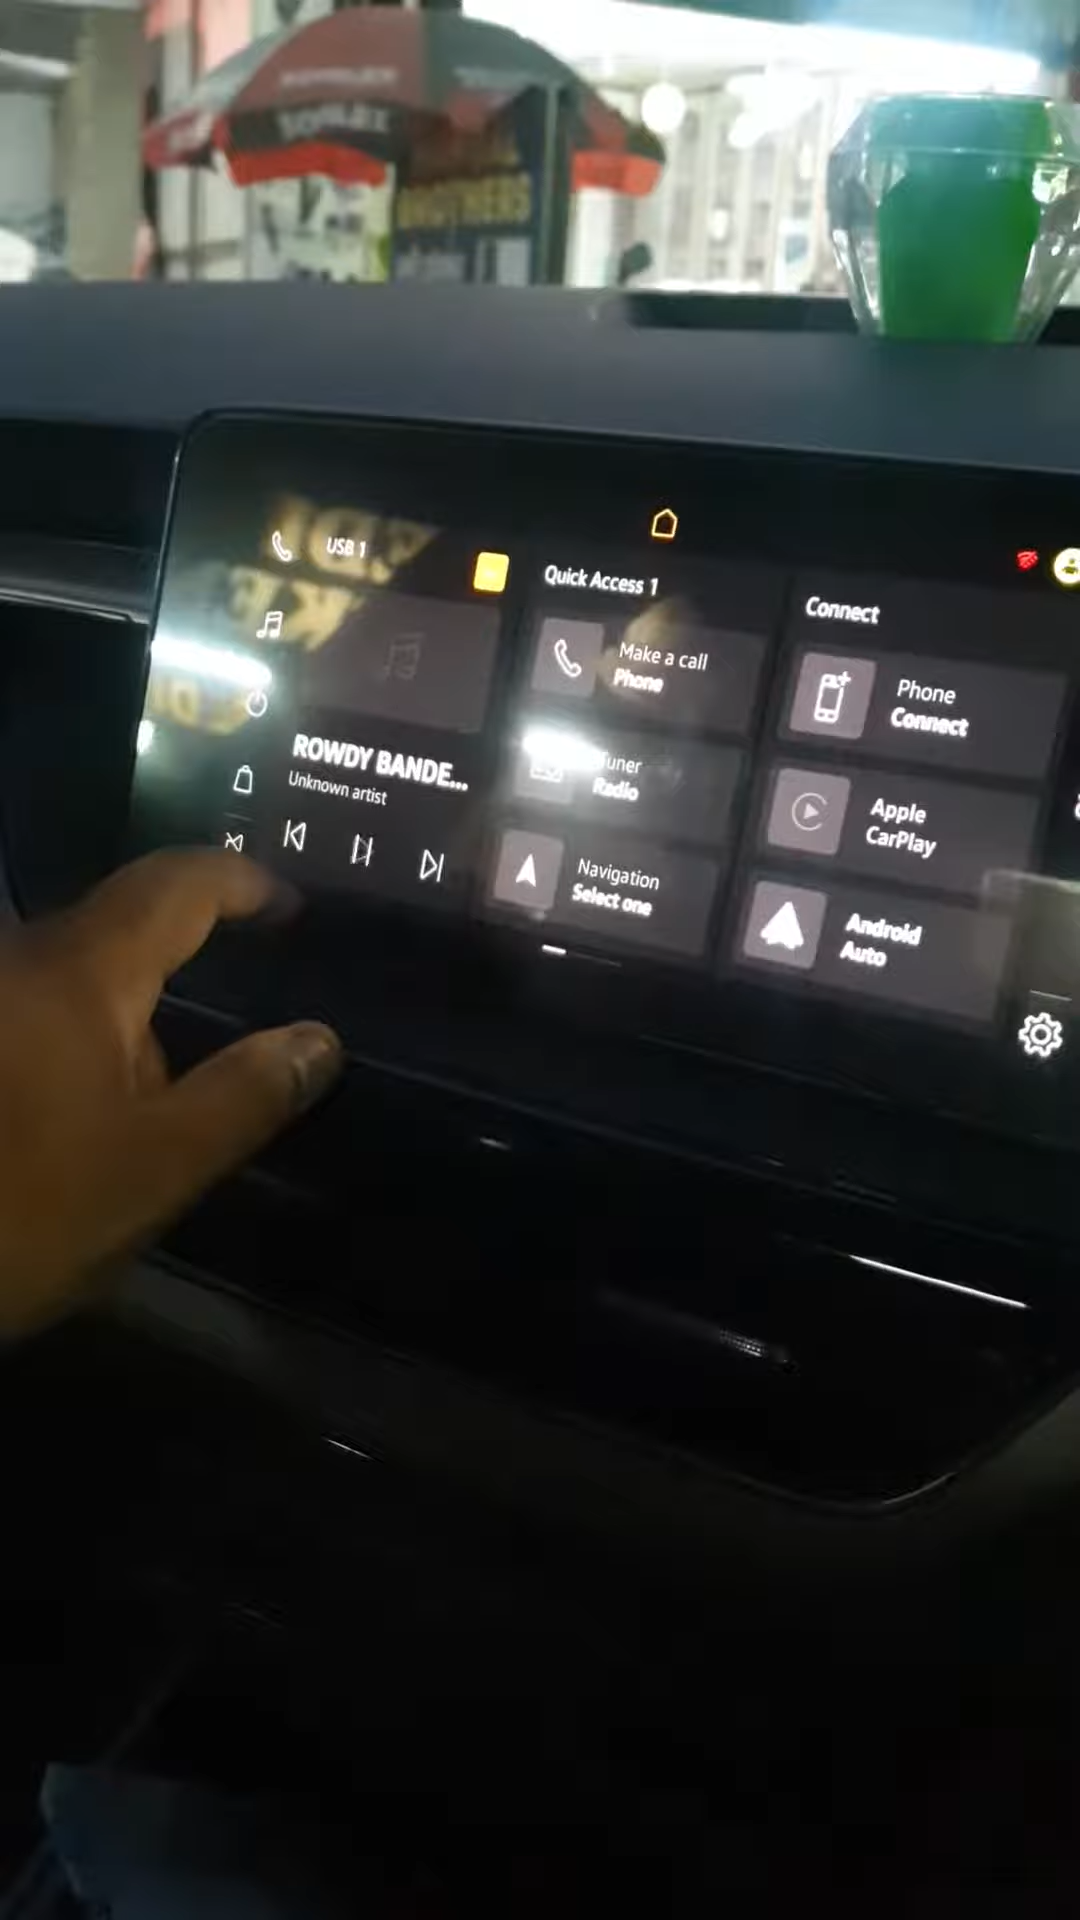 BROTHERS
USB 1
ROWDY BANDE...
Unknown artist
Quick Access 1
Make a call
Phone
Tuner
Radio
Navigation
Select one
Connect
Phone
Connect
Apple
CarPlay
Android
Auto